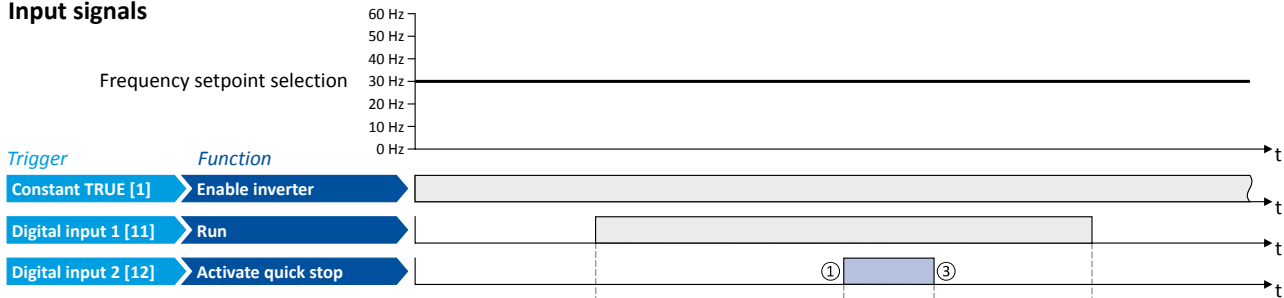 Input signals
60 Hz
50 Hz
40 Hz
Frequency setpoint selection 30 Hz
20 Hz
10 Hz
0 Hz
t
Trigger Function
Constant TRUE [1] Enable inverter
t
Digital input 1 [11] Run
t
Digital input 2 [12] Activate quick stop ① ③
t